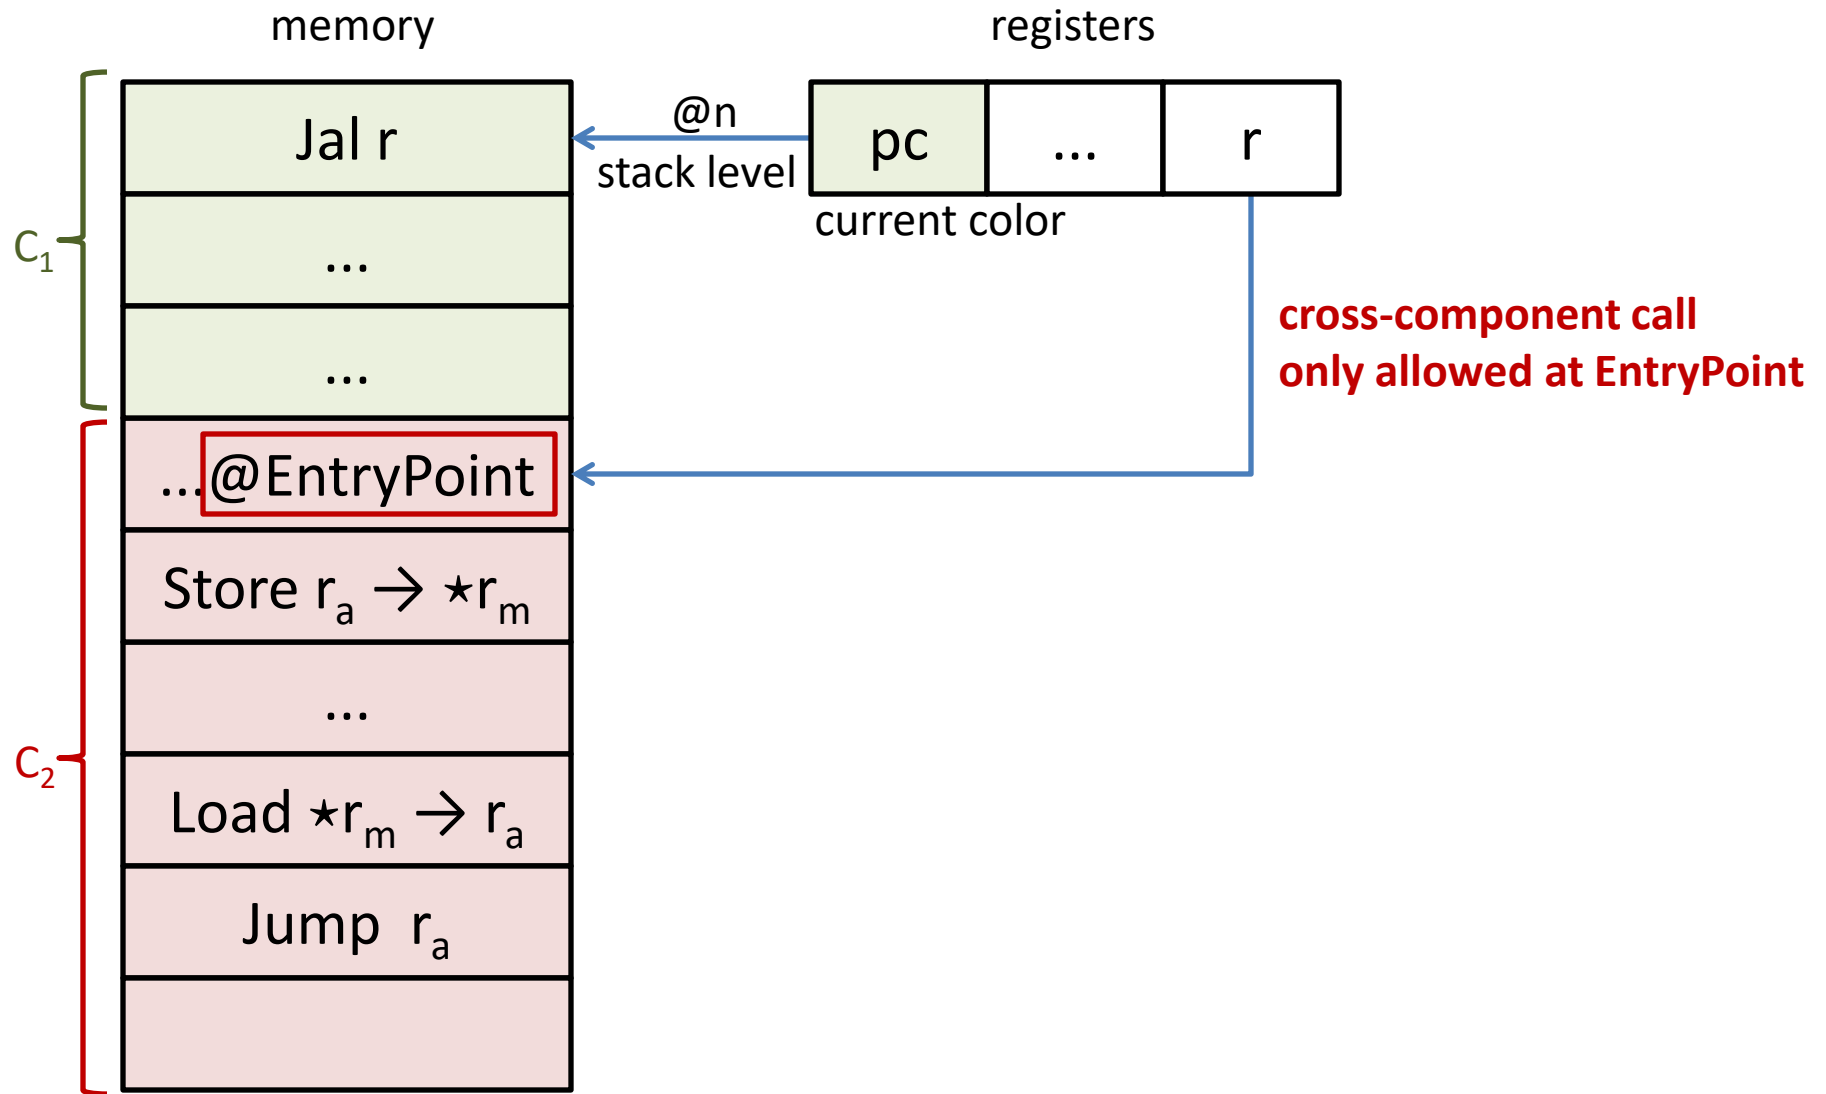 memory
registers
Jal r
@n
stack level
pc
...
r
current color
C₁
...
...
cross-component call
only allowed at EntryPoint
...@EntryPoint
Store rₐ → ⋆rₘ
...
C₂
Load ⋆rₘ → rₐ
Jump rₐ